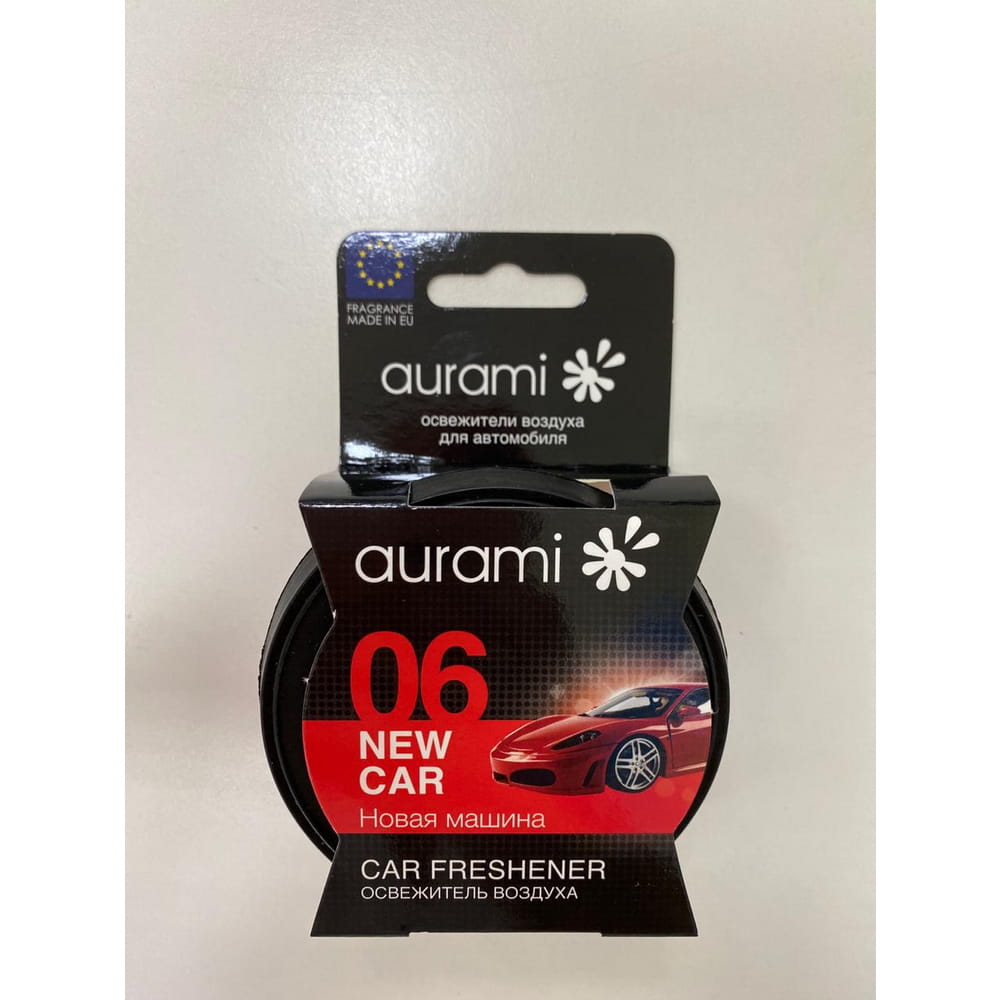 FRAGRANCE
MADE IN EU
aurami
освежители воздуха
для автомобиля
aurami
06
NEW
CAR
Новая машина
CAR FRESHENER
ОСВЕЖИТЕЛЬ ВОЗДУХА